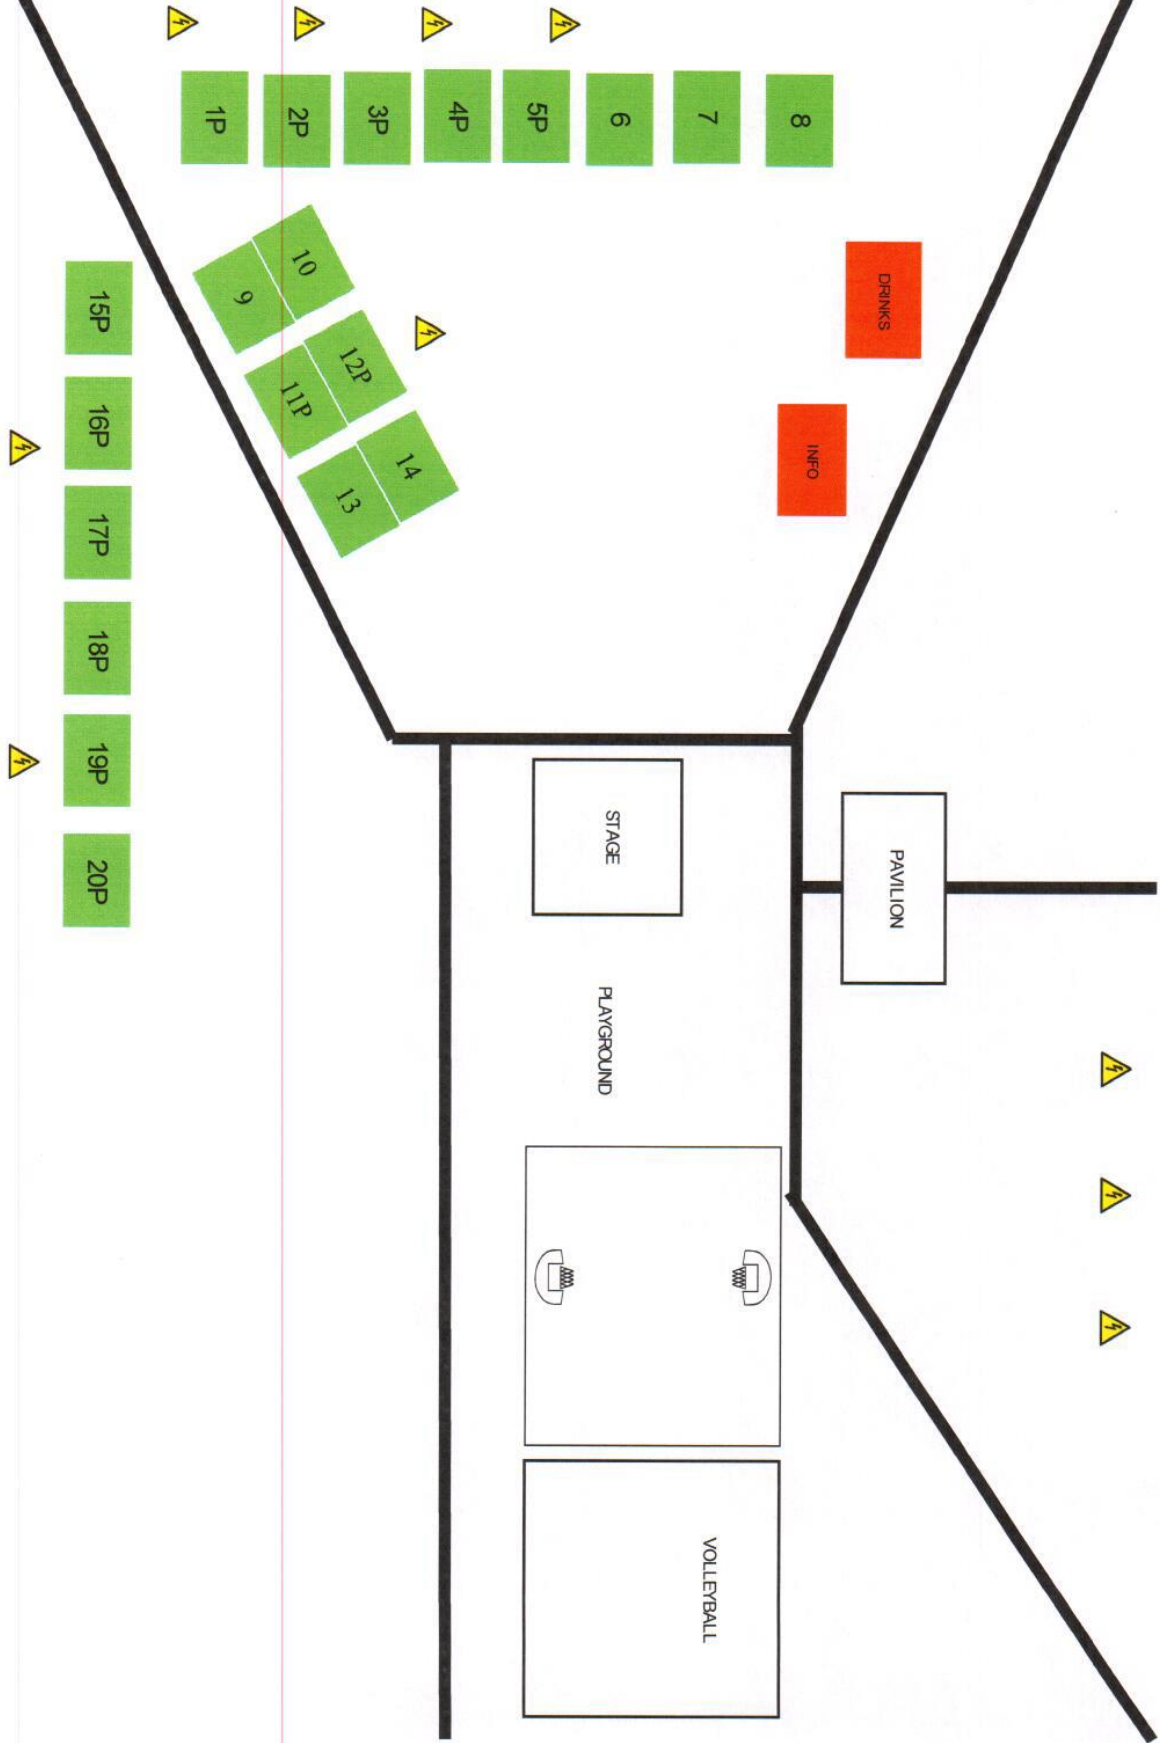 1P
2P
3P
4P
5P
6
7
8
9
10
11P
12P
13
14
DRINKS
INFO
15P
16P
17P
18P
19P
20P
STAGE
PAVILION
PLAYGROUND
VOLLEYBALL